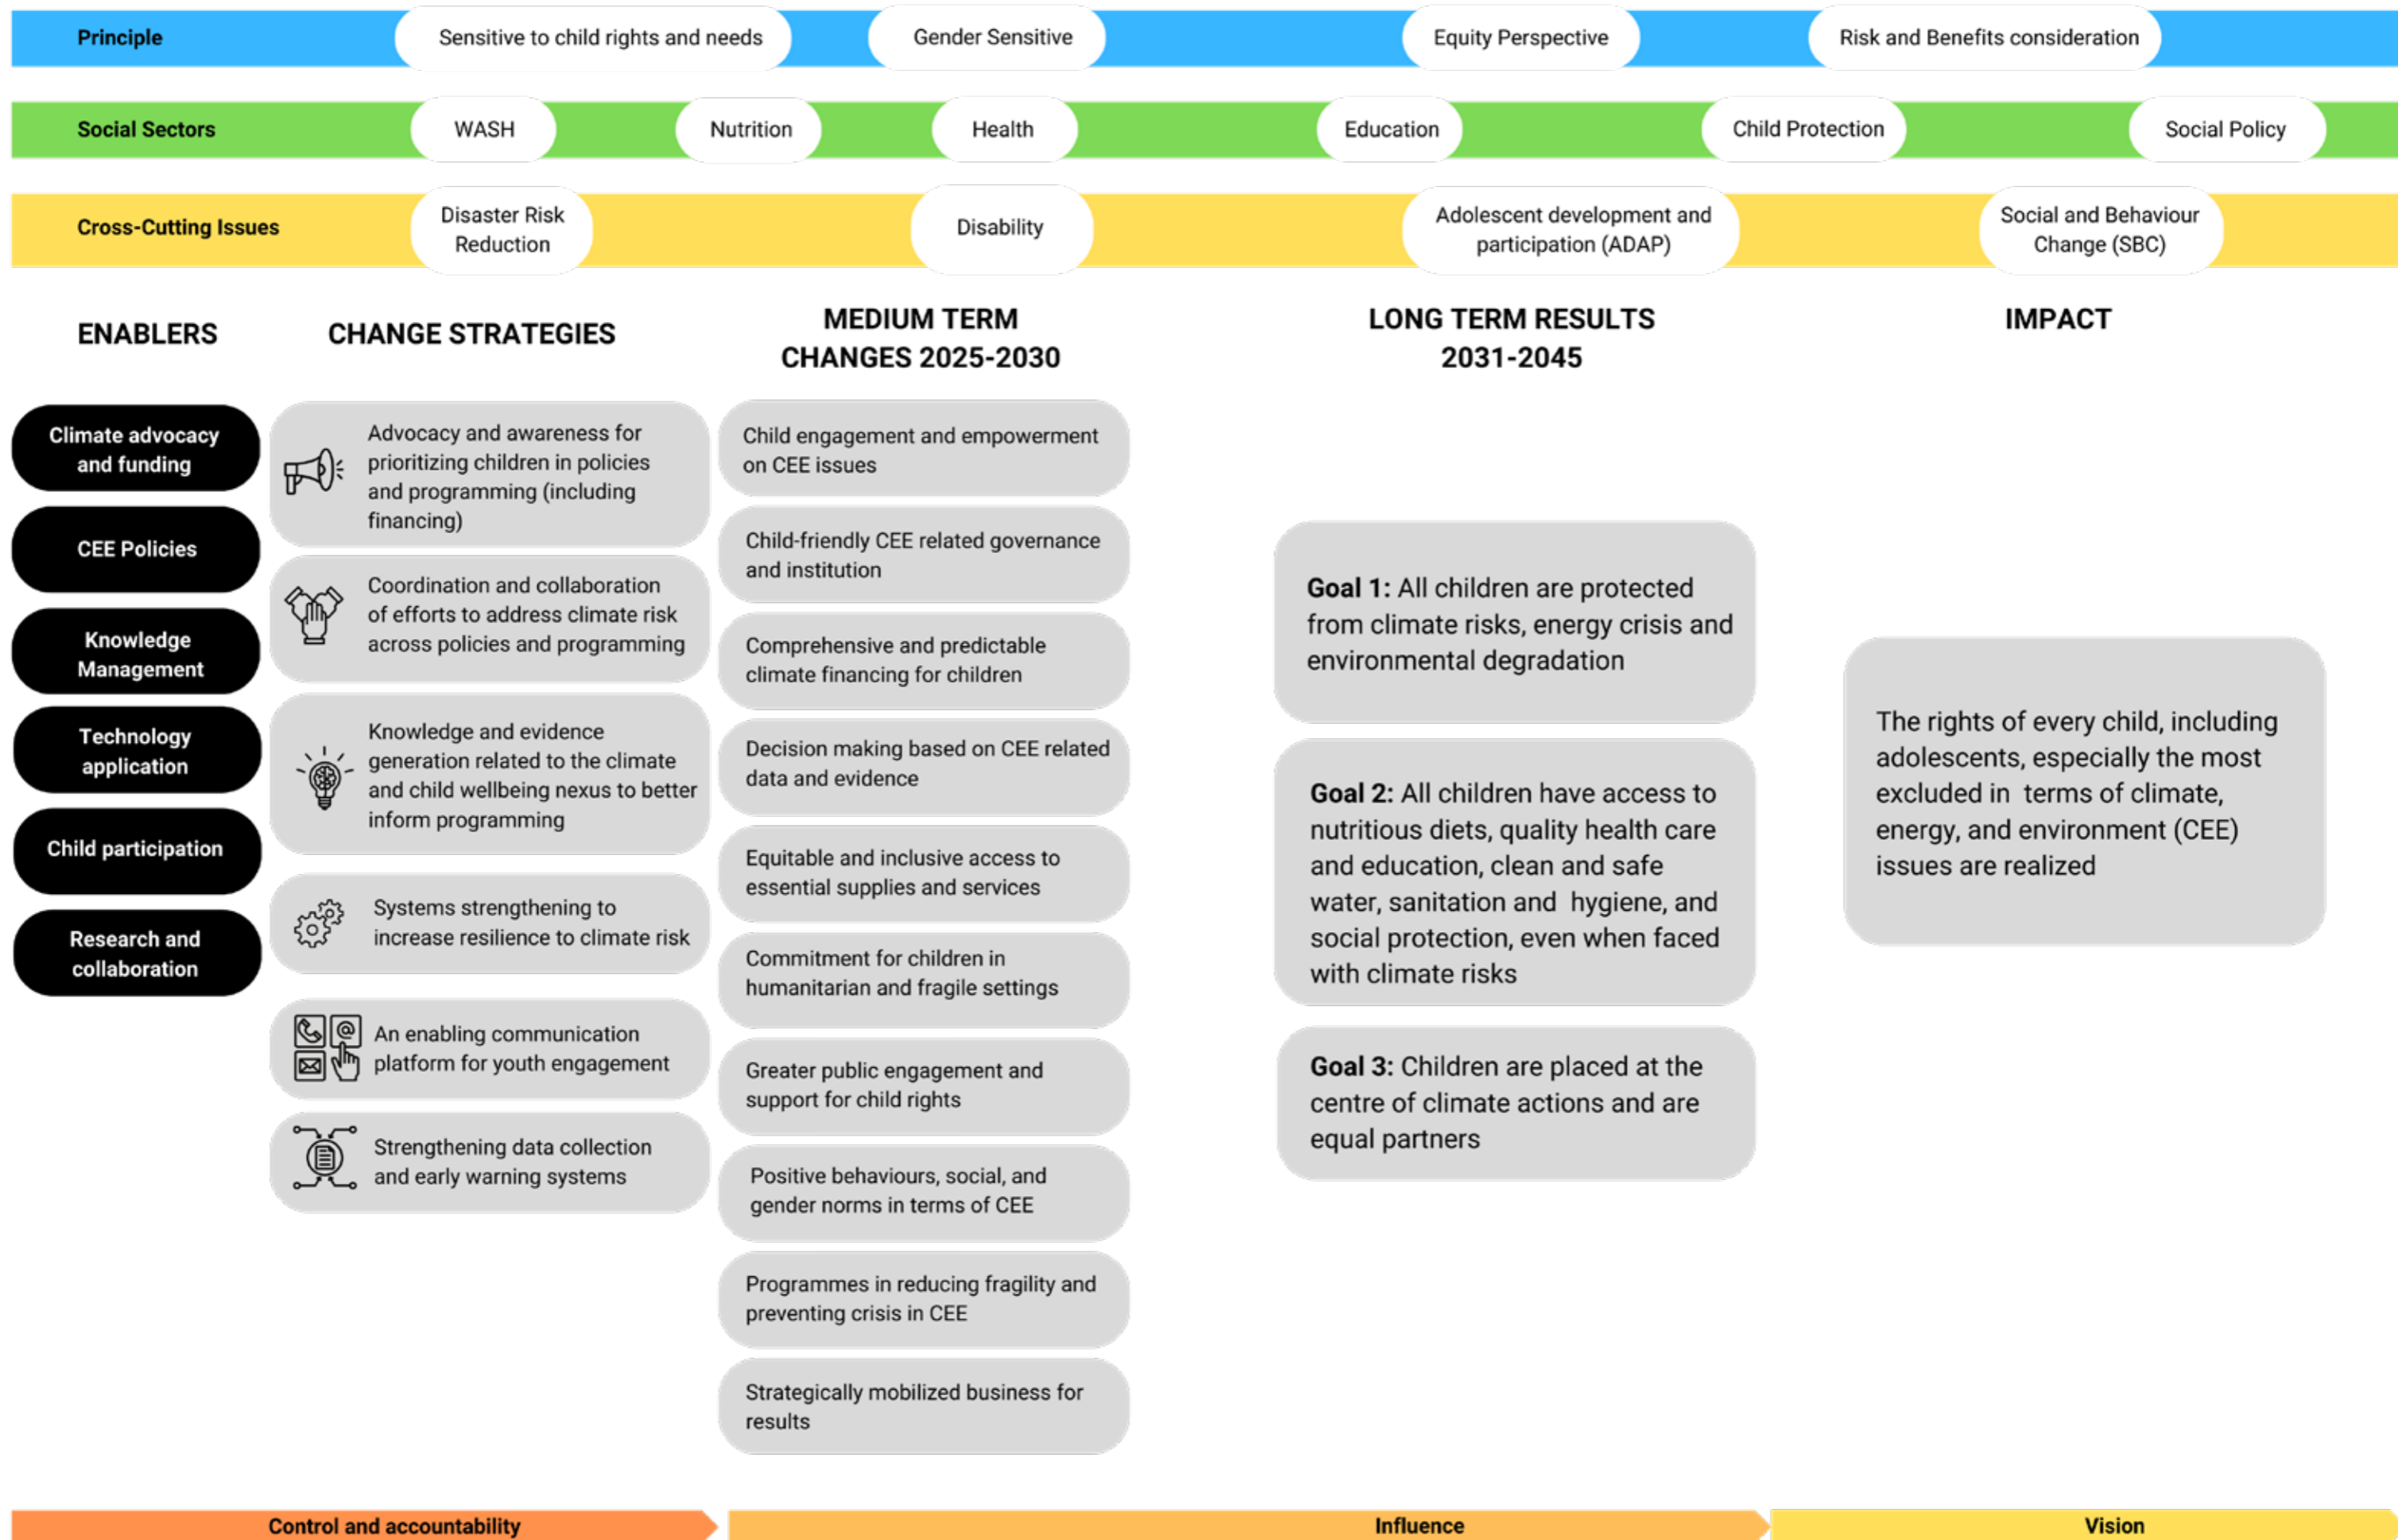 Principle
Sensitive to child rights and needs
Gender Sensitive
Equity Perspective
Risk and Benefits consideration
Social Sectors
WASH
Nutrition
Health
Education
Child Protection
Social Policy
Cross-Cutting Issues
Disaster Risk
Reduction
Disability
Adolescent development and
participation (ADAP)
Social and Behaviour
Change (SBC)
ENABLERS
Climate advocacy
and funding
CEE Policies
Knowledge
Management
Technology
application
Child participation
Research and
collaboration
CHANGE STRATEGIES
Advocacy and awareness for
prioritizing children in policies
and programming (including
financing)
Coordination and collaboration
of efforts to address climate risk
across policies and programming
Knowledge and evidence
generation related to the climate
and child wellbeing nexus to better
inform programming
Systems strengthening to
increase resilience to climate risk
An enabling communication
platform for youth engagement
Strengthening data collection
and early warning systems
MEDIUM TERM
CHANGES 2025-2030
Child engagement and empowerment
on CEE issues
Child-friendly CEE related governance
and institution
Comprehensive and predictable
climate financing for children
Decision making based on CEE related
data and evidence
Equitable and inclusive access to
essential supplies and services
Commitment for children in
humanitarian and fragile settings
Greater public engagement and
support for child rights
Positive behaviours, social, and
gender norms in terms of CEE
Programmes in reducing fragility and
preventing crisis in CEE
Strategically mobilized business for
results
LONG TERM RESULTS
2031-2045
Goal 1: All children are protected
from climate risks, energy crisis and
environmental degradation
Goal 2: All children have access to
nutritious diets, quality health care
and education, clean and safe
water, sanitation and hygiene, and
social protection, even when faced
with climate risks
Goal 3: Children are placed at the
centre of climate actions and are
equal partners
IMPACT
The rights of every child, including
adolescents, especially the most
excluded in terms of climate,
energy, and environment (CEE)
issues are realized
Control and accountability
Influence
Vision